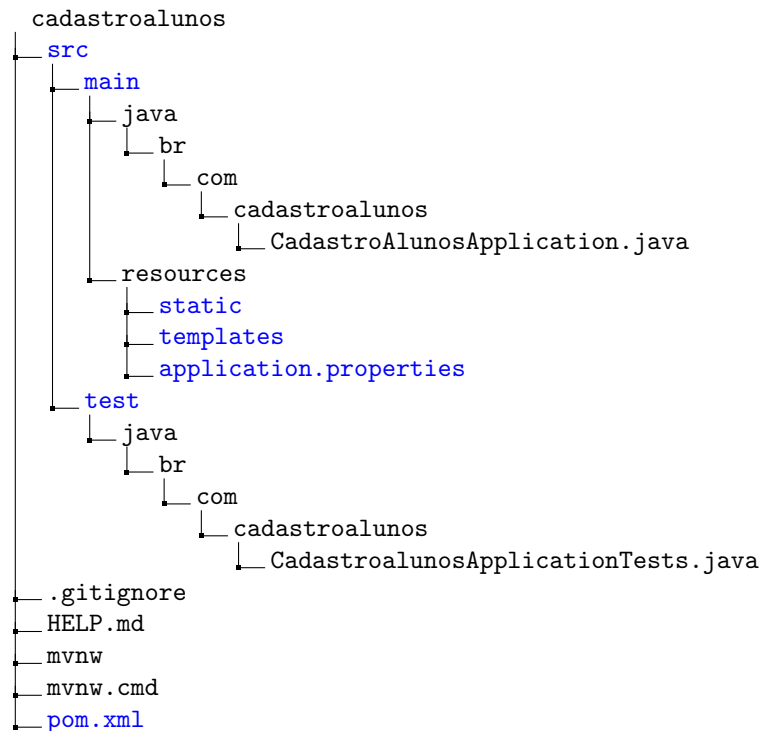 cadastroalunos
src
main
java
br
com
cadastroalunos
CadastroAlunosApplication.java
resources
static
templates
application.properties
test
java
br
com
cadastroalunos
CadastroalunosApplicationTests.java
.gitignore
HELP.md
mvnw
mvnw.cmd
pom.xml